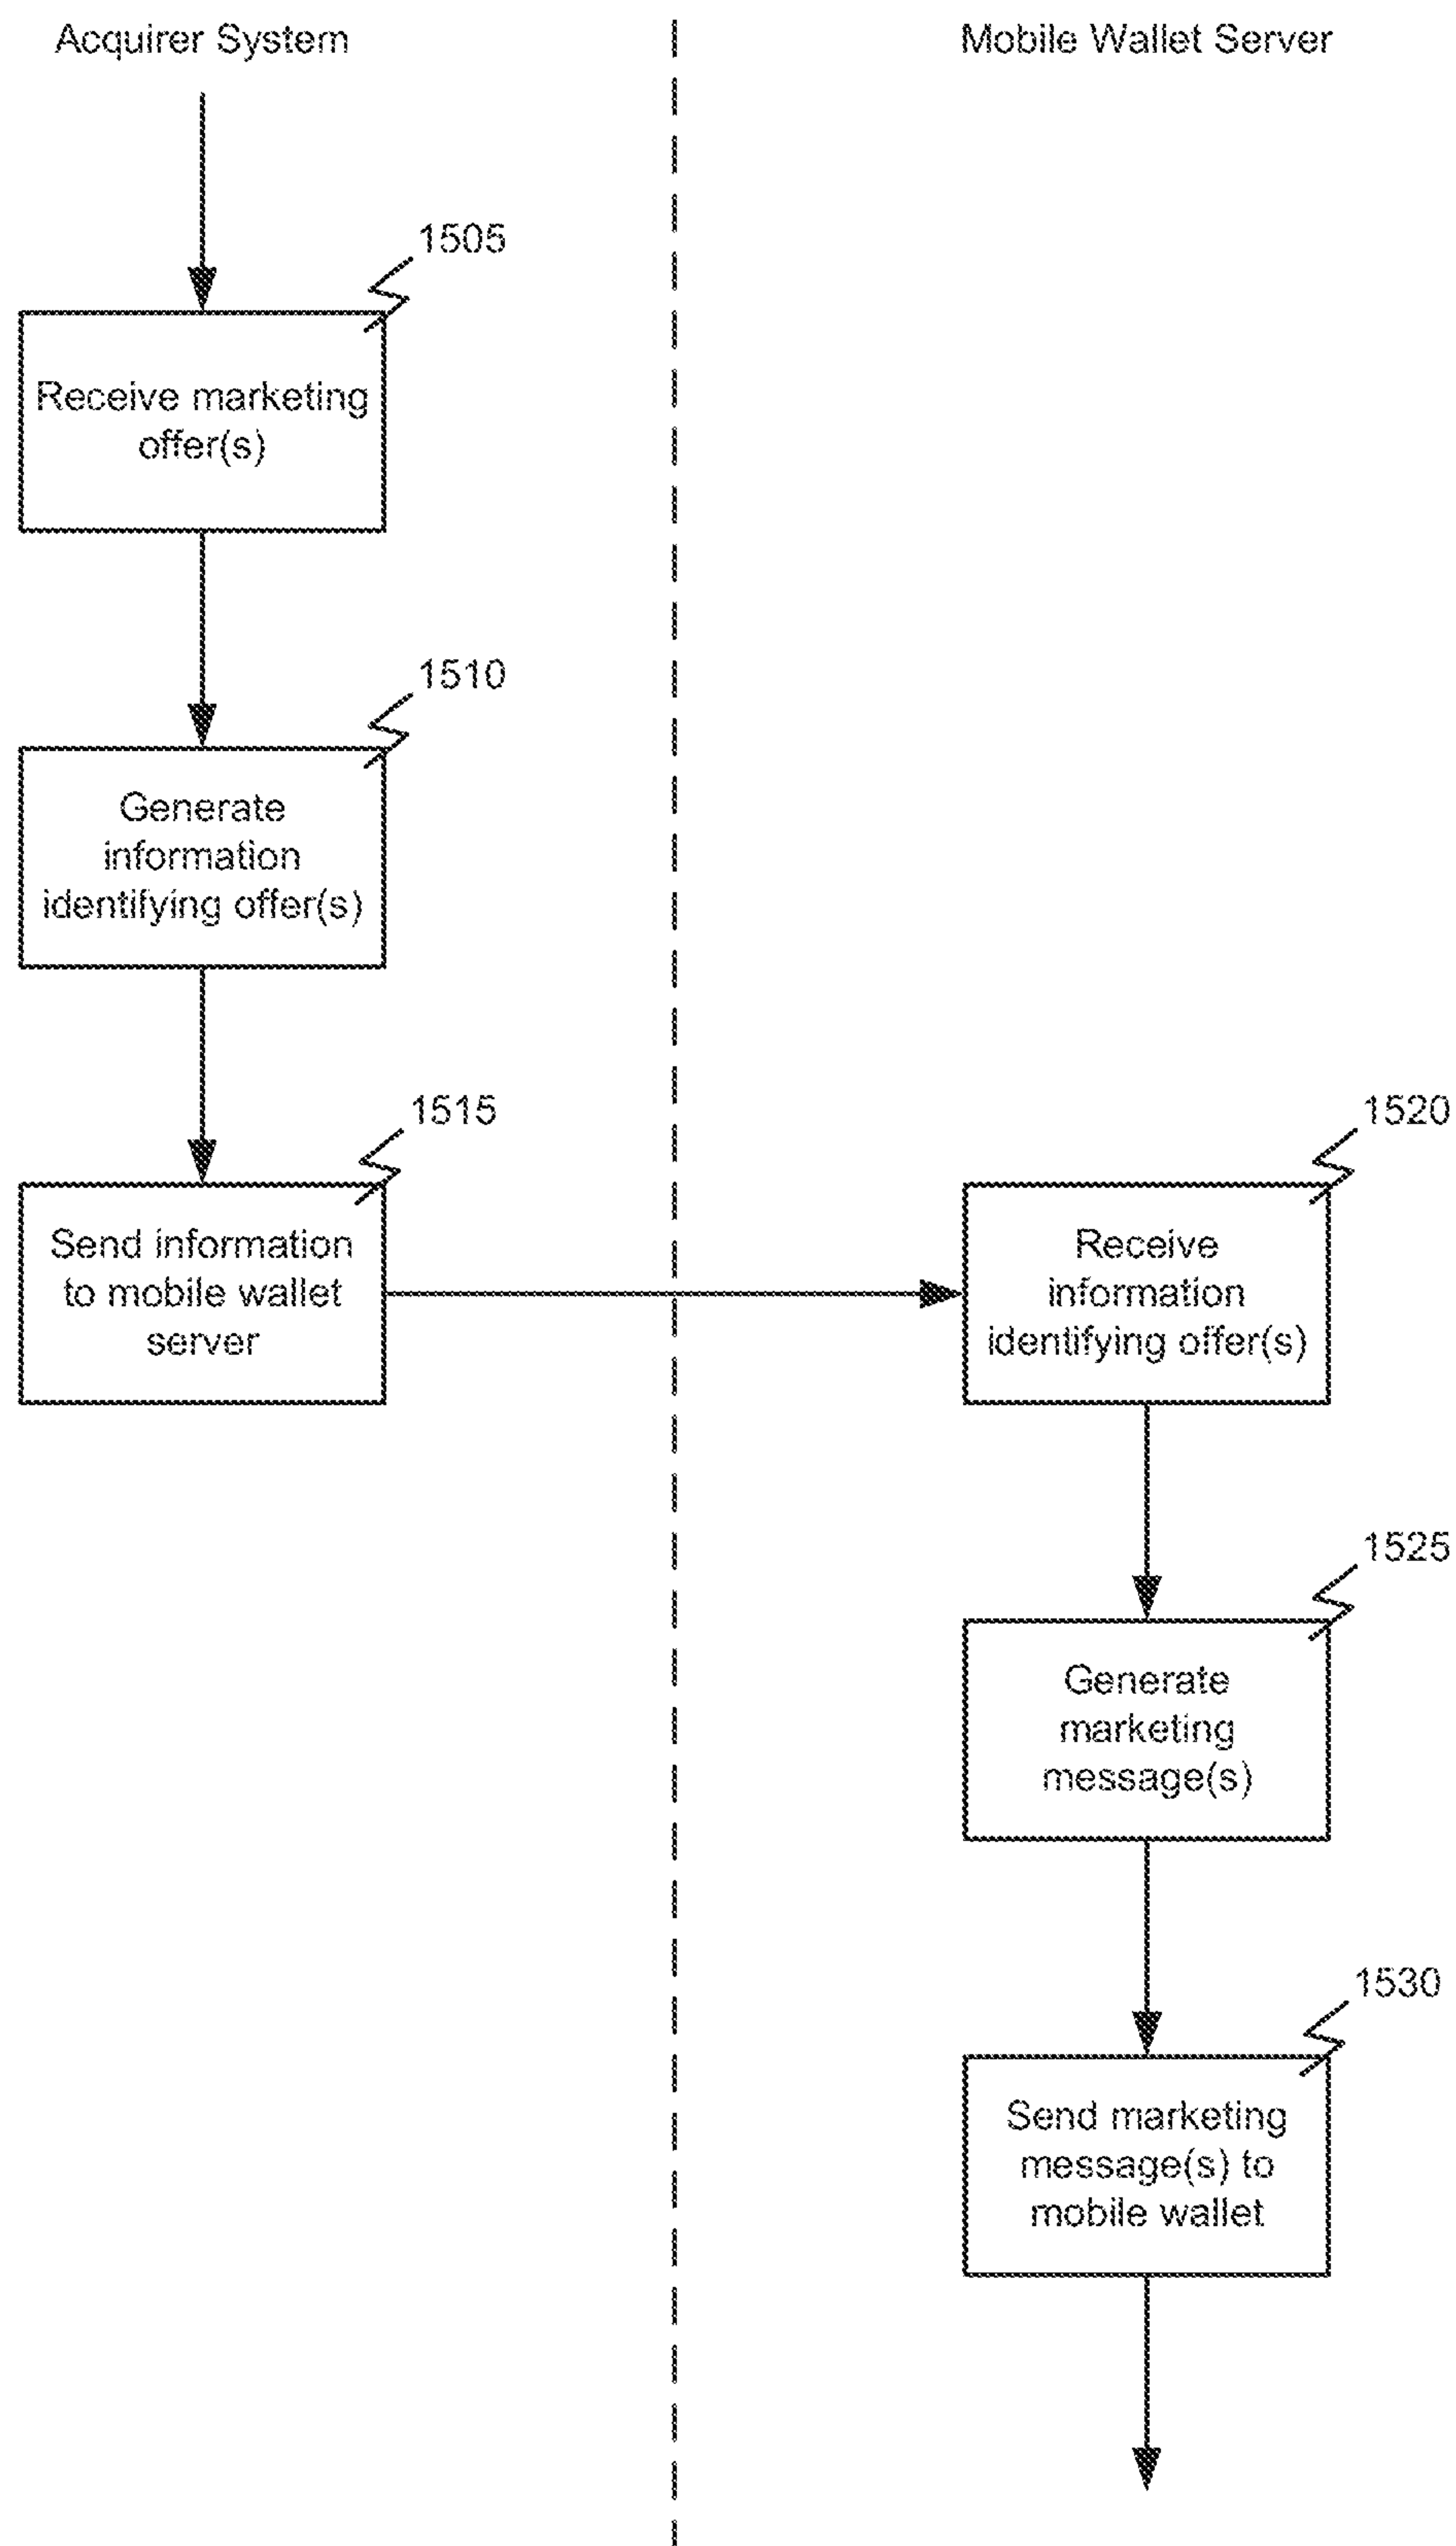 Acquirer System
Mobile Wallet Server
1505
Receive marketing
offer(s)
1510
Generate
information
identifying offer(s)
1515
Send information
to mobile wallet
server
1520
Receive
information
identifying offer(s)
1525
Generate
marketing
message(s)
1530
Send marketing
message(s) to
mobile wallet